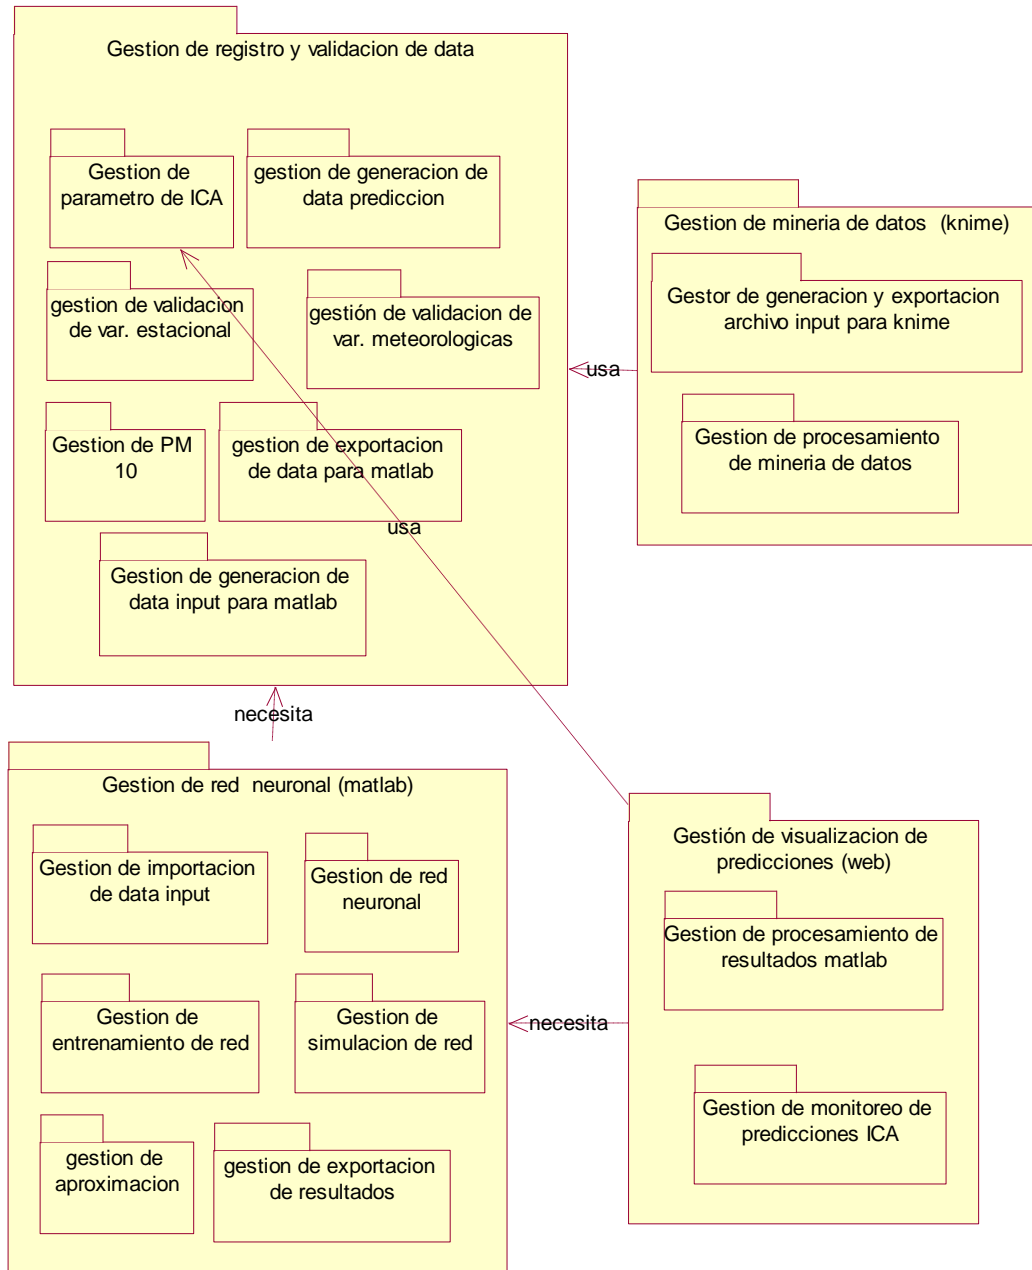 Gestion de registro y validacion de data
Gestion de
parametro de ICA
gestion de generacion de
data prediccion
gestion de validacion
de var. estacional
gestión de validacion de
var. meteorologicas
Gestion de PM
10
gestion de exportacion
de data para matlab
usa
Gestion de generacion de
data input para matlab
Gestion de mineria de datos (knime)
Gestor de generacion y exportacion
archivo input para knime
usa
Gestion de procesamiento
de mineria de datos
necesita
Gestion de red neuronal (matlab)
Gestion de importacion
de data input
Gestion de red
neuronal
Gestion de
entrenamiento de red
Gestion de
simulacion de red
gestion de
aproximacion
gestion de exportacion
de resultados
necesita
Gestión de visualizacion de
predicciones (web)
Gestion de procesamiento de
resultados matlab
Gestion de monitoreo de
predicciones ICA